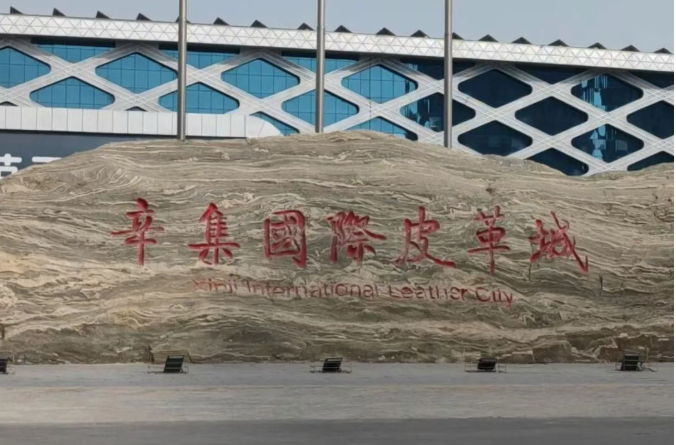 辛集國際皮革城
Xinji International Leather City